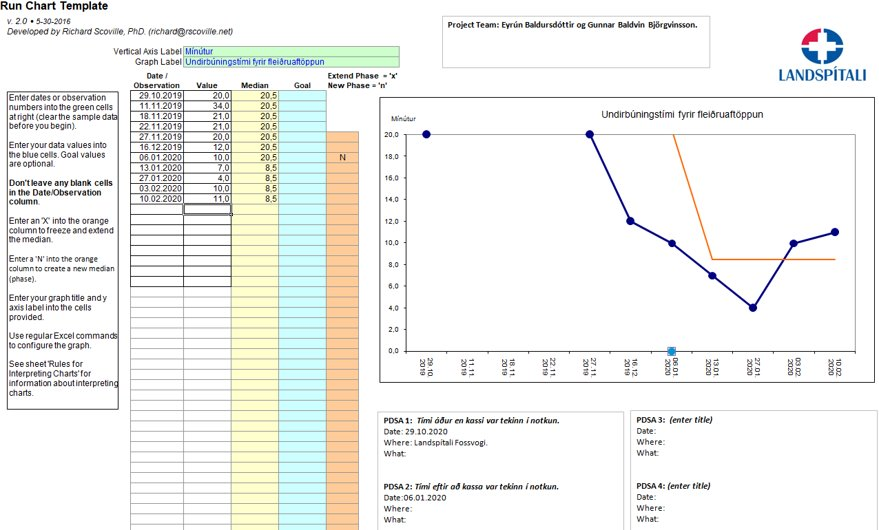 Run Chart Template
v. 2.0 • 5-30-2016
Developed by Richard Scoville, PhD. (richard@rscoville.net)
Vertical Axis Label Mínútur
Graph Label Undirbúningstími fyrir fleiðruaftöppun
Date / Observation Value Median Goal Extend Phase = 'x' New Phase = 'n'
29.10.2019 20,0 20,5
11.11.2019 34,0 20,5
18.11.2019 21,0 20,5
22.11.2019 21,0 20,5
27.11.2019 20,0 20,5
16.12.2019 12,0 20,5
06.01.2020 10,0 20,5 N
13.01.2020 7,0 8,5
27.01.2020 4,0 8,5
03.02.2020 10,0 8,5
10.02.2020 11,0 8,5
Enter dates or observation
numbers into the green cells
at right (clear the sample data
before you begin).
Enter your data values into
the blue cells. Goal values
are optional.
Don't leave any blank cells
in the Date/Observation
column.
Enter an 'X' into the orange
column to freeze and extend
the median.
Enter a 'N' into the orange
column to create a new median
(phase).
Enter your graph title and y
axis label into the cells
provided.
Use regular Excel commands
to configure the graph.
See sheet 'Rules for
Interpreting Charts' for
information about interpreting
charts.
Project Team: Eyrún Baldursdóttir og Gunnar Baldvin Björgvinsson.
LANDSPÍTALI
Undirbúningstími fyrir fleiðruaftöppun
Mínútur
20,0
18,0
16,0
14,0
12,0
10,0
8,0
6,0
4,0
2,0
0,0
29.10. 2019
11.11. 2019
18.11. 2019
22.11. 2019
27.11. 2019
16.12. 2019
06.01. 2020
13.01. 2020
27.01. 2020
03.02. 2020
10.02. 2020
PDSA 1: Tími áður en kassi var tekinn í notkun.
Date: 29.10.2020
Where: Landspítali Fossvogi.
What:
PDSA 2: Tími eftir að kassa var tekinn í notkun.
Date:06.01.2020
Where:
What:
PDSA 3: (enter title)
Date:
Where:
What:
PDSA 4: (enter title)
Date:
Where:
What: